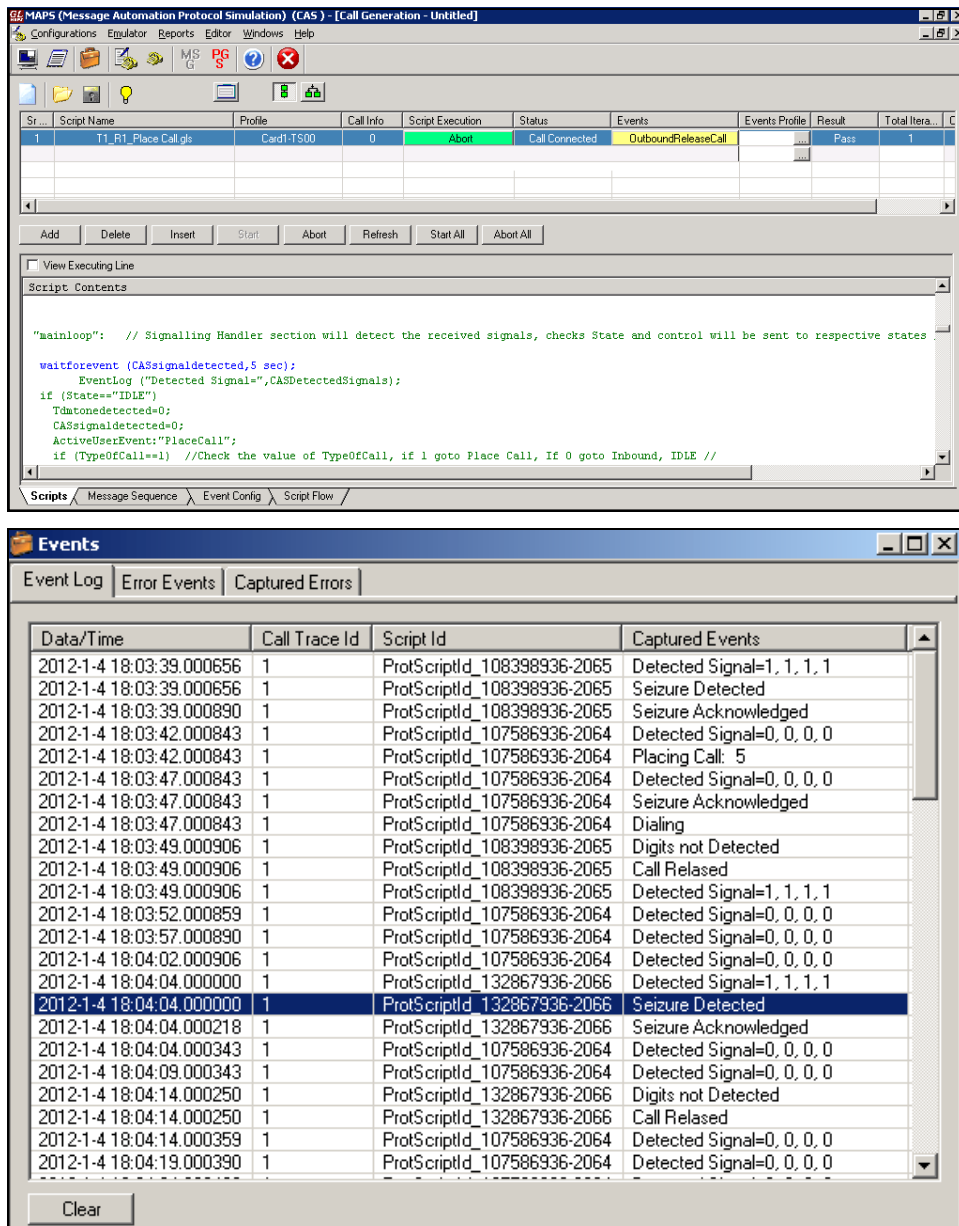 MAPS (Message Automation Protocol Simulation) (CAS ) - [Call Generation - Untitled]
Configurations Emulator Reports Editor Windows Help
MS G PG S
Sr ... Script Name Profile Call Info Script Execution Status Events Events Profile Result Total Itera... C
1 T1_R1_Place Call.gls Card1-TS00 0 Abort Call Connected OutboundReleaseCall ... Pass 1
...
Add Delete Insert Start Abort Refresh Start All Abort All
View Executing Line
Script Contents
"mainloop": // Signalling Handler section will detect the received signals, checks State and control will be sent to respective states
waitforevent (CASsignaldetected,5 sec);
EventLog ("Detected Signal=",CASDetectedSignals);
if (State=="IDLE")
Tdmtonedetected=0;
CASsignaldetected=0;
ActiveUserEvent:"PlaceCall";
if (TypeOfCall==1) //Check the value of TypeOfCall, if 1 goto Place Call, If 0 goto Inbound, IDLE //
Scripts Message Sequence Event Config Script Flow
Events
Event Log Error Events Captured Errors
Data/Time Call Trace Id Script Id Captured Events
2012-1-4 18:03:39.000656 1 ProtScriptId_108398936-2065 Detected Signal=1, 1, 1, 1
2012-1-4 18:03:39.000656 1 ProtScriptId_108398936-2065 Seizure Detected
2012-1-4 18:03:39.000890 1 ProtScriptId_108398936-2065 Seizure Acknowledged
2012-1-4 18:03:42.000843 1 ProtScriptId_107586936-2064 Detected Signal=0, 0, 0, 0
2012-1-4 18:03:42.000843 1 ProtScriptId_107586936-2064 Placing Call: 5
2012-1-4 18:03:47.000843 1 ProtScriptId_107586936-2064 Detected Signal=0, 0, 0, 0
2012-1-4 18:03:47.000843 1 ProtScriptId_107586936-2064 Seizure Acknowledged
2012-1-4 18:03:47.000843 1 ProtScriptId_107586936-2064 Dialing
2012-1-4 18:03:49.000906 1 ProtScriptId_108398936-2065 Digits not Detected
2012-1-4 18:03:49.000906 1 ProtScriptId_108398936-2065 Call Relased
2012-1-4 18:03:49.000906 1 ProtScriptId_108398936-2065 Detected Signal=1, 1, 1, 1
2012-1-4 18:03:52.000859 1 ProtScriptId_107586936-2064 Detected Signal=0, 0, 0, 0
2012-1-4 18:03:57.000890 1 ProtScriptId_107586936-2064 Detected Signal=0, 0, 0, 0
2012-1-4 18:04:02.000906 1 ProtScriptId_107586936-2064 Detected Signal=0, 0, 0, 0
2012-1-4 18:04:04.000000 1 ProtScriptId_132867936-2066 Detected Signal=1, 1, 1, 1
2012-1-4 18:04:04.000000 1 ProtScriptId_132867936-2066 Seizure Detected
2012-1-4 18:04:04.000218 1 ProtScriptId_132867936-2066 Seizure Acknowledged
2012-1-4 18:04:04.000343 1 ProtScriptId_107586936-2064 Detected Signal=0, 0, 0, 0
2012-1-4 18:04:09.000343 1 ProtScriptId_107586936-2064 Detected Signal=0, 0, 0, 0
2012-1-4 18:04:14.000250 1 ProtScriptId_132867936-2066 Digits not Detected
2012-1-4 18:04:14.000250 1 ProtScriptId_132867936-2066 Call Relased
2012-1-4 18:04:14.000359 1 ProtScriptId_107586936-2064 Detected Signal=0, 0, 0, 0
2012-1-4 18:04:19.000390 1 ProtScriptId_107586936-2064 Detected Signal=0, 0, 0, 0
Clear